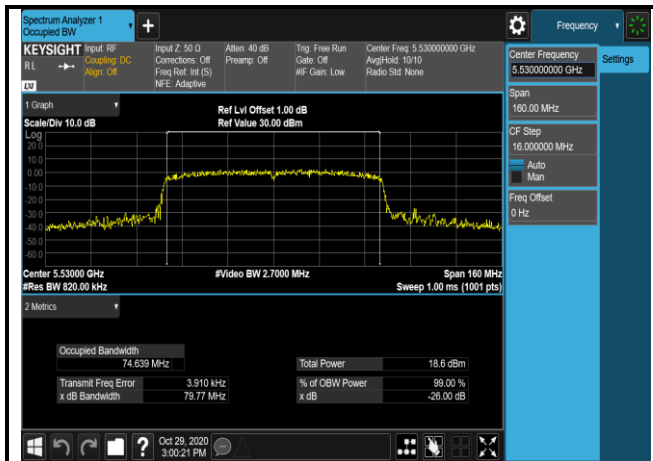 Spectrum Analyzer 1
Occupied BW
Frequency
KEYSIGHT
RL
LXI
Input: RF
Coupling: DC
Align: Off
Input Z: 50 Ω
Corrections: Off
Freq Ref: Int (S)
NFE: Adaptive
Atten: 40 dB
Preamp: Off
Trig: Free Run
Gate: Off
#IF Gain: Low
Center Freq: 5.530000000 GHz
Avg|Hold: 10/10
Radio Std: None
Center Frequency
5.530000000 GHz
Settings
Span
160.00 MHz
CF Step
16.000000 MHz
Auto
Man
Freq Offset
0 Hz
1 Graph
Scale/Div 10.0 dB
Ref Lvl Offset 1.00 dB
Ref Value 30.00 dBm
Log
20.0
10.0
0.00
-10.0
-20.0
-30.0
-40.0
-50.0
-60.0
Center 5.53000 GHz
#Res BW 820.00 kHz
#Video BW 2.7000 MHz
Span 160 MHz
Sweep 1.00 ms (1001 pts)
2 Metrics
Occupied Bandwidth
74.639 MHz
Total Power 18.6 dBm
Transmit Freq Error 3.910 kHz
% of OBW Power 99.00 %
x dB Bandwidth 79.77 MHz
x dB -26.00 dB
?
Oct 29, 2020
3:00:21 PM